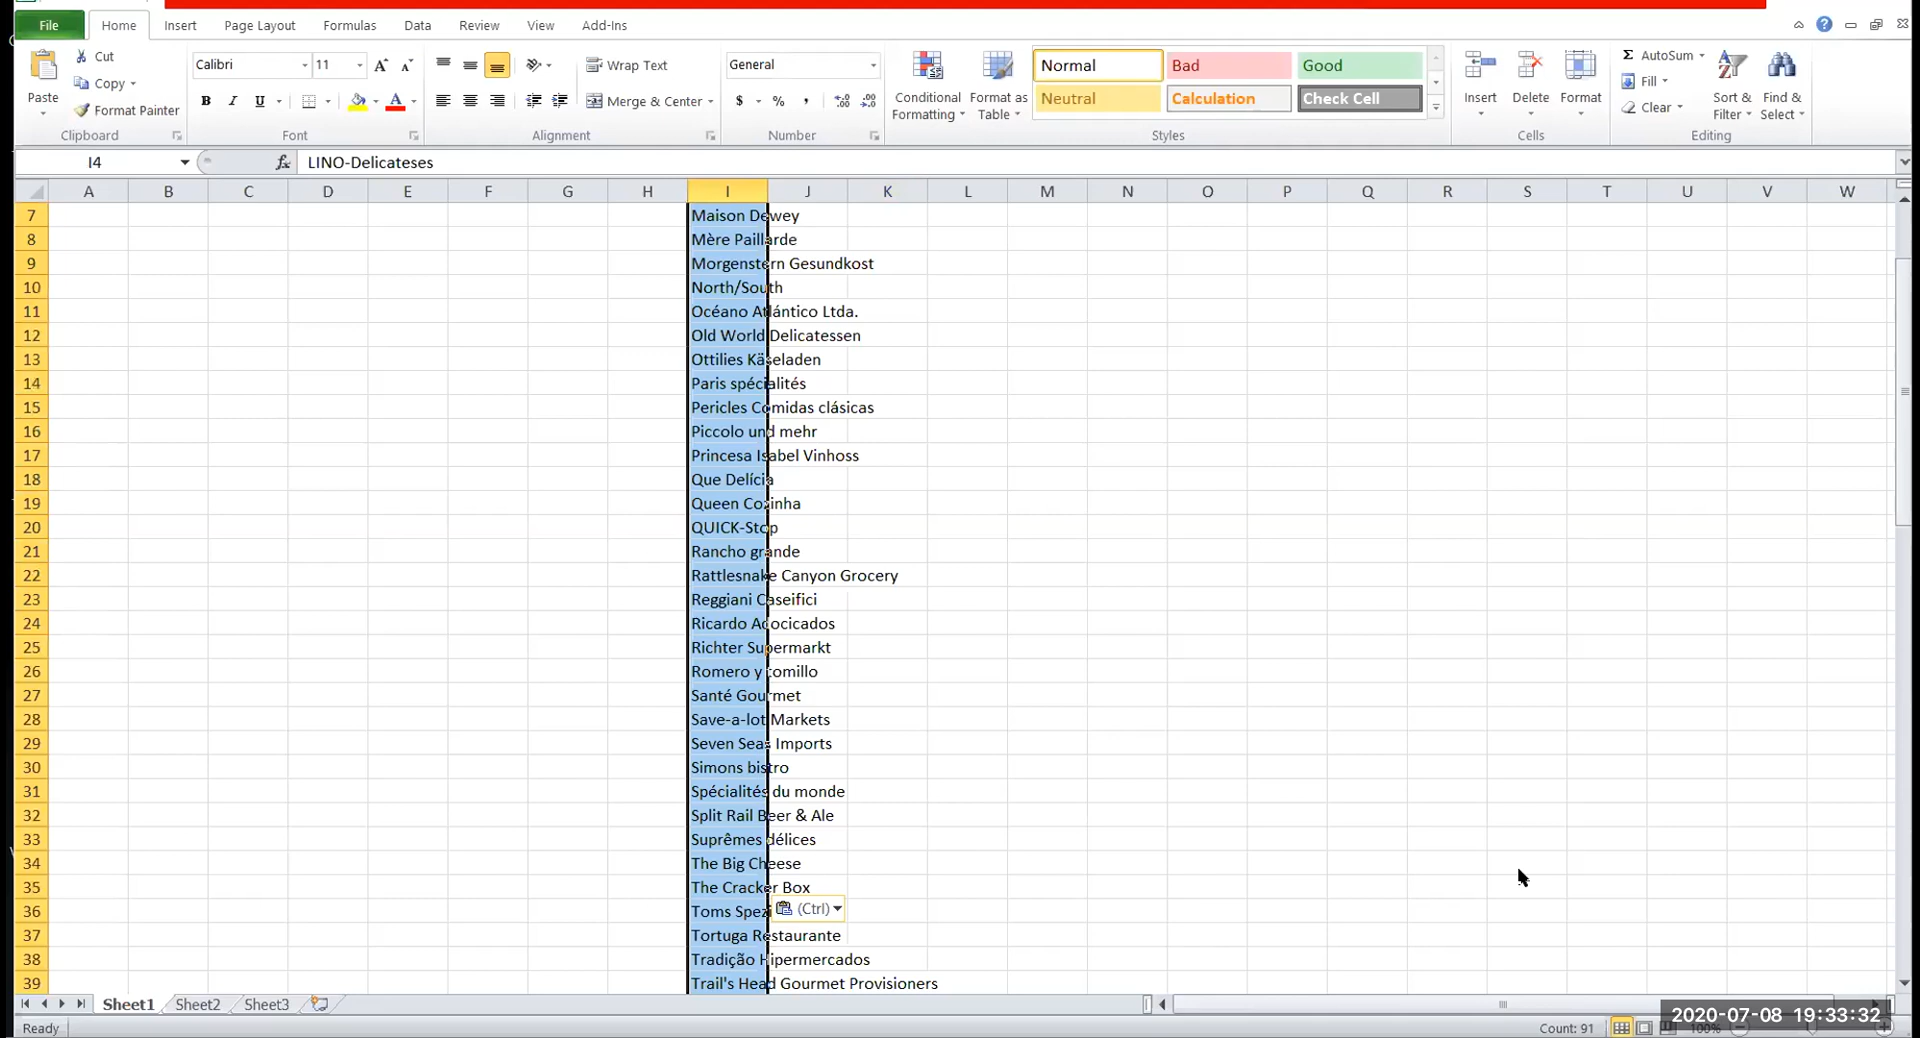 File Home Insert Page Layout Formulas Data Review View Add-Ins
Paste Cut Calibri 11 Wrap Text General Normal Bad Good Insert Delete Format AutoSum Sort & Filter Find & Select
Copy Merge & Center $ % , Conditional Formatting Format as Table Neutral Calculation Check Cell Fill
Format Painter B I U A Clear
Clipboard Font Alignment Number Styles Cells Editing
I4 fx LINO-Delicateses
A B C D E F G H I J K L M N O P Q R S T U V W
7 Maison Dewey
8 Mère Paillarde
9 Morgenstern Gesundkost
10 North/South
11 Océano Atlántico Ltda.
12 Old World Delicatessen
13 Ottilies Käseladen
14 Paris spécialités
15 Pericles Comidas clásicas
16 Piccolo und mehr
17 Princesa Isabel Vinhoss
18 Que Delícia
19 Queen Cozinha
20 QUICK-Stop
21 Rancho grande
22 Rattlesnake Canyon Grocery
23 Reggiani Caseifici
24 Ricardo Adocicados
25 Richter Supermarkt
26 Romero y tomillo
27 Santé Gourmet
28 Save-a-lot Markets
29 Seven Seas Imports
30 Simons bistro
31 Spécialités du monde
32 Split Rail Beer & Ale
33 Suprêmes délices
34 The Big Cheese
35 The Cracker Box
36 Toms Spezi (Ctrl)
37 Tortuga Restaurante
38 Tradição Hipermercados
39 Trail's Head Gourmet Provisioners
Sheet1 Sheet2 Sheet3
2020-07-08 19:33:32
Ready Count: 91 100%